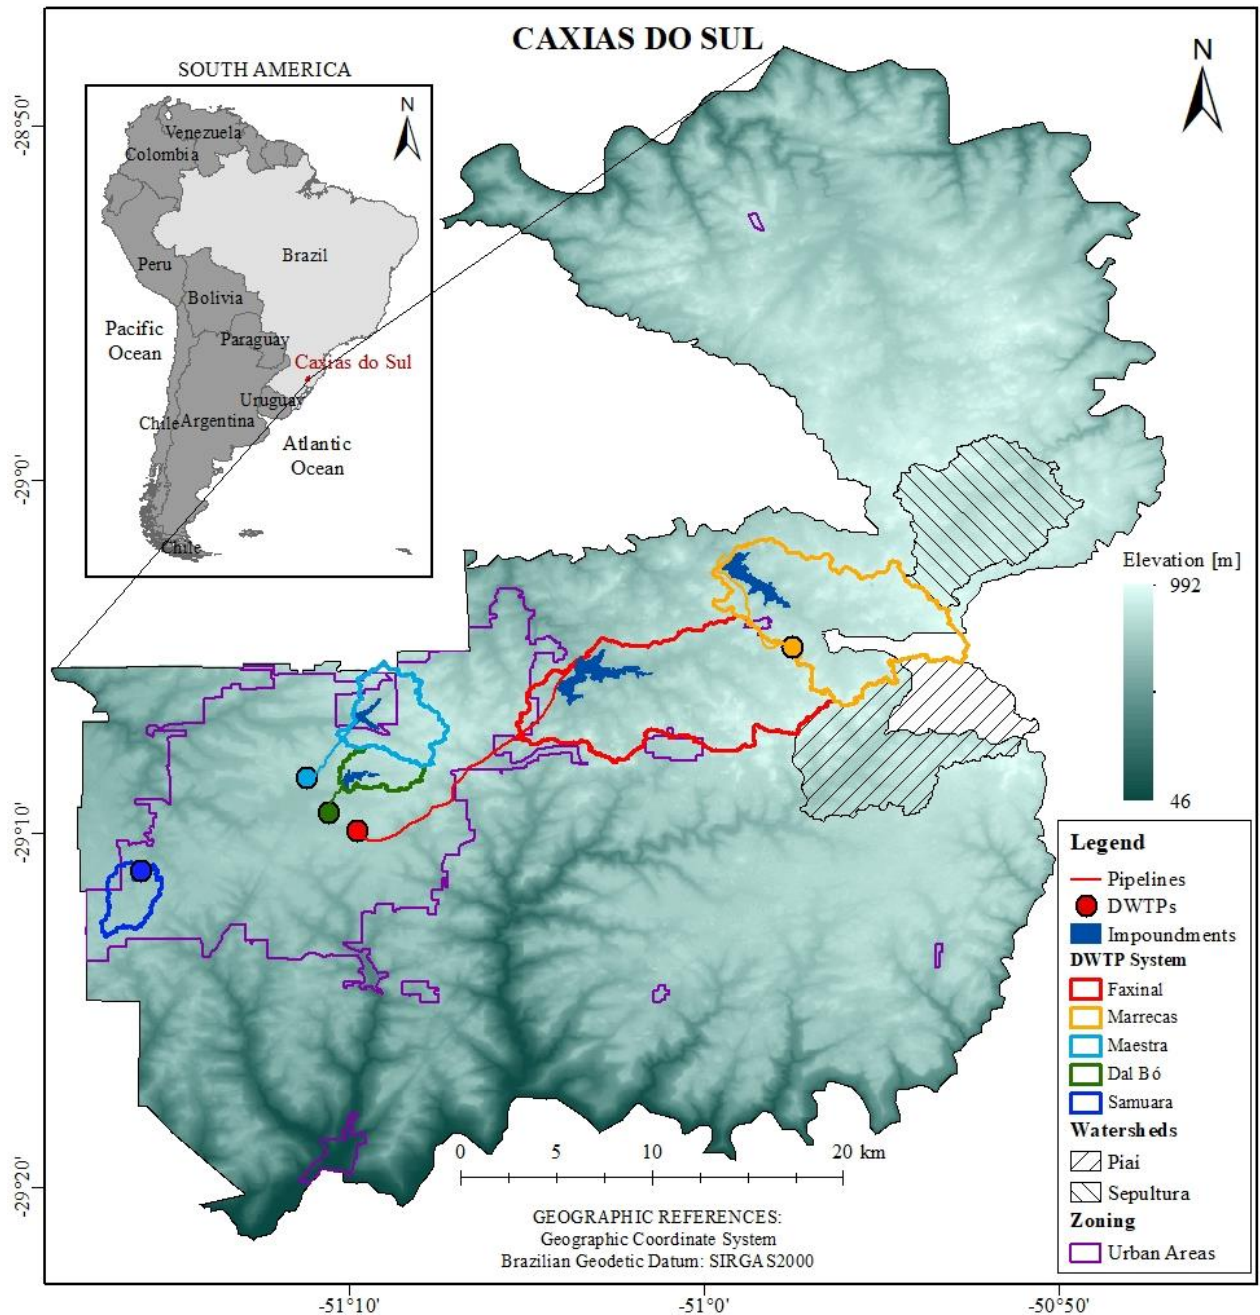 CAXIAS DO SUL
SOUTH AMERICA
N
N
-28°50'
Venezuela
Colombia
Brazil
Peru
Bolivia
Pacific
Ocean
Paraguay
Caxias do Sul
Uruguay
Chile
Argentina
Atlantic
Ocean
Chile
-29°0'
Elevation [m]
992
46
-29°10'
Legend
Pipelines
DWTPs
Impoundments
DWTP System
Faxinal
Marrecas
Maestra
Dal Bó
Samuara
Watersheds
Piaí
Sepultura
Zoning
Urban Areas
0 5 10 20 km
-29°20'
GEOGRAPHIC REFERENCES:
Geographic Coordinate System
Brazilian Geodetic Datum: SIRGAS2000
-51°10' -51°0' -50°50'